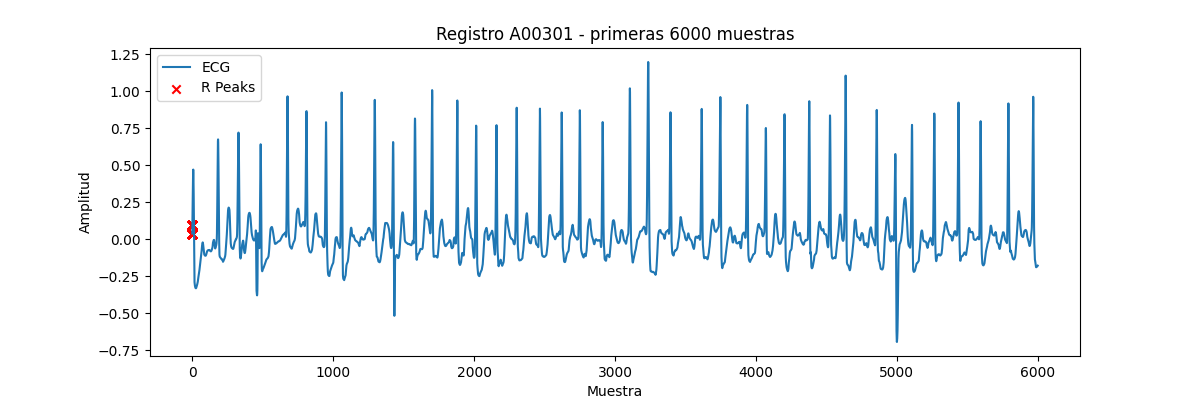 Registro A00301 - primeras 6000 muestras
ECG
R Peaks
Amplitud
1.25
1.00
0.75
0.50
0.25
0.00
−0.25
−0.50
−0.75
0 1000 2000 3000 4000 5000 6000
Muestra